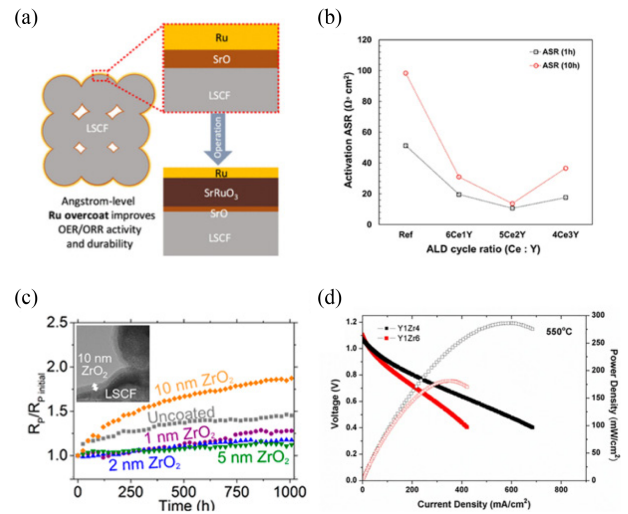 (a)
Ru
SrO
LSCF
LSCF
Operation
Ru
SrRuO₃
SrO
LSCF
Angstrom-level
Ru overcoat improves
OER/ORR activity
and durability
(b)
ASR (1h)
ASR (10h)
Activation ASR (Ω· cm²)
120
100
80
60
40
20
0
Ref
6Ce1Y
5Ce2Y
4Ce3Y
ALD cycle ratio (Ce : Y)
(c)
Rₚ/Rₚ initial
2.5
2.0
1.5
1.0
10 nm
ZrO₂
LSCF
10 nm ZrO₂
Uncoated
1 nm ZrO₂
2 nm ZrO₂
5 nm ZrO₂
0
250
500
750
1000
Time (h)
(d)
Y1Zr4
Y1Zr6
550°C
Voltage (V)
1.2
1.0
0.8
0.6
0.4
0.2
0.0
0
200
400
600
800
Current Density (mA/cm²)
300
250
200
150
100
50
0
Power Density (mW/cm²)